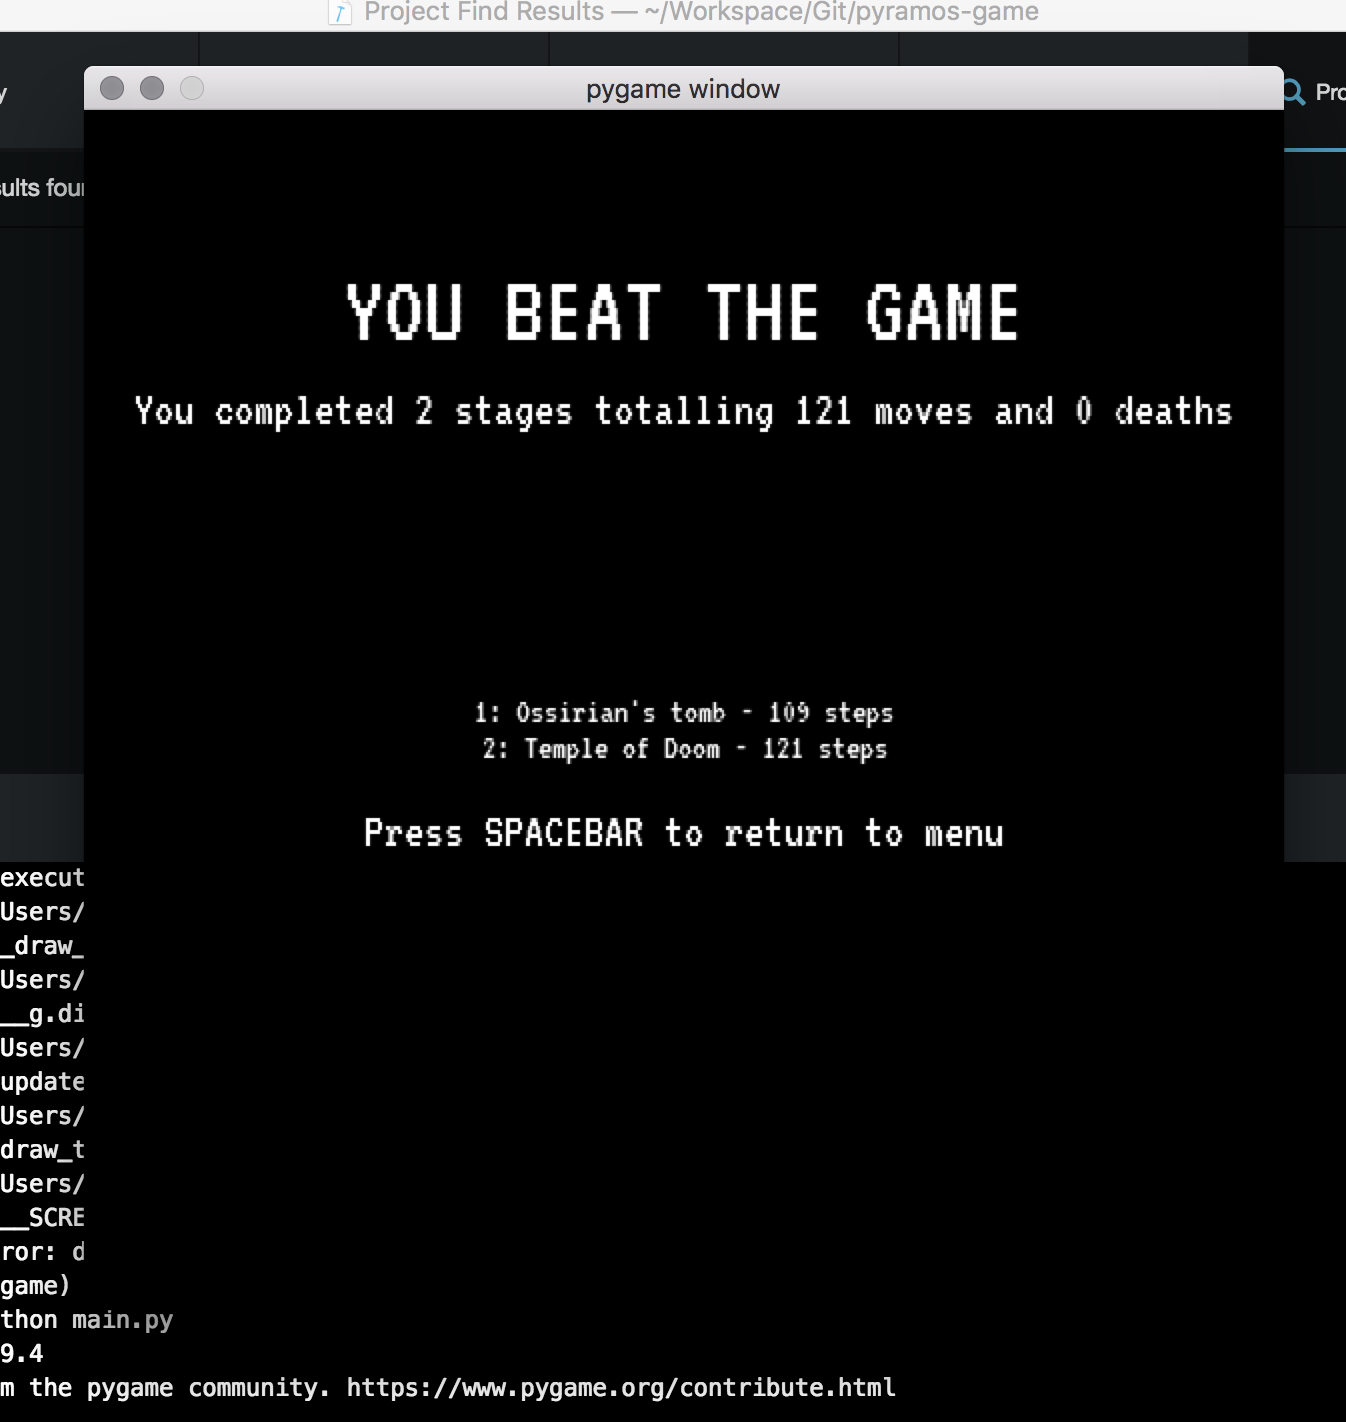 Project Find Results — ~/Workspace/Git/pyramos-game
pygame window
Pro
sults four
YOU BEAT THE GAME
You completed 2 stages totalling 121 moves and 0 deaths
1: Ossirian's tomb - 109 steps
2: Temple of Doom - 121 steps
Press SPACEBAR to return to menu
execut
Users/
_draw_
Users/
__g.di
Users/
update
Users/
draw_t
Users/
__SCRE
ror: d
game)
thon main.py
9.4
m the pygame community. https://www.pygame.org/contribute.html